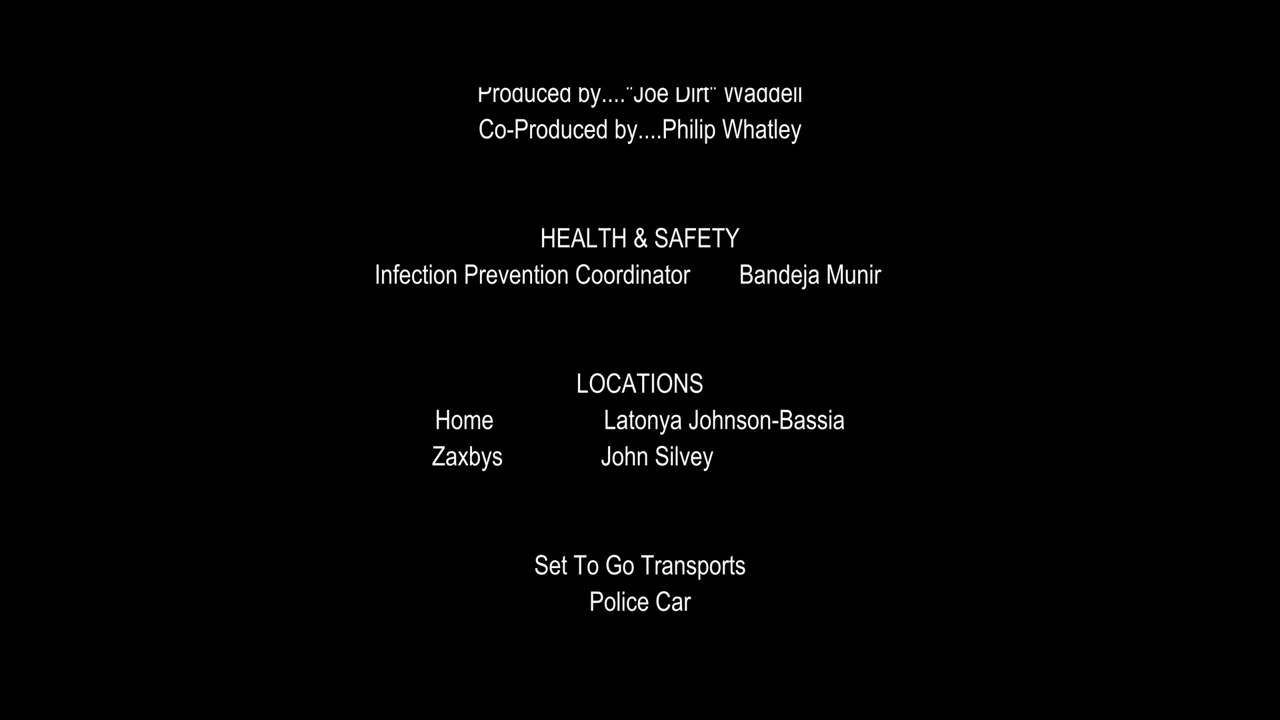 Produced by...."Joe Dirt" Waddell
Co-Produced by....Philip Whatley
HEALTH & SAFETY
Infection Prevention Coordinator Bandeja Munir
LOCATIONS
Home Latonya Johnson-Bassia
Zaxbys John Silvey
Set To Go Transports
Police Car